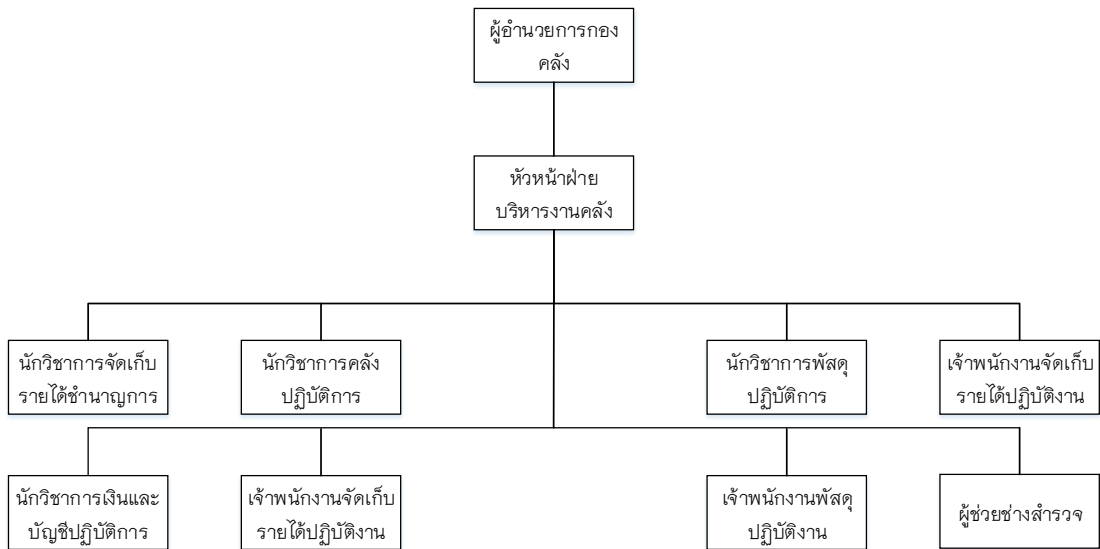 ผู้อำนวยการกอง
คลัง
หัวหน้าฝ่าย
บริหารงานคลัง
นักวิชาการจัดเก็บ
รายได้ชำนาญการ
นักวิชาการคลัง
ปฏิบัติการ
นักวิชาการพัสดุ
ปฏิบัติการ
เจ้าพนักงานจัดเก็บ
รายได้ปฏิบัติงาน
นักวิชาการเงินและ
บัญชีปฏิบัติการ
เจ้าพนักงานจัดเก็บ
รายได้ปฏิบัติงาน
เจ้าพนักงานพัสดุ
ปฏิบัติงาน
ผู้ช่วยช่างสำรวจ